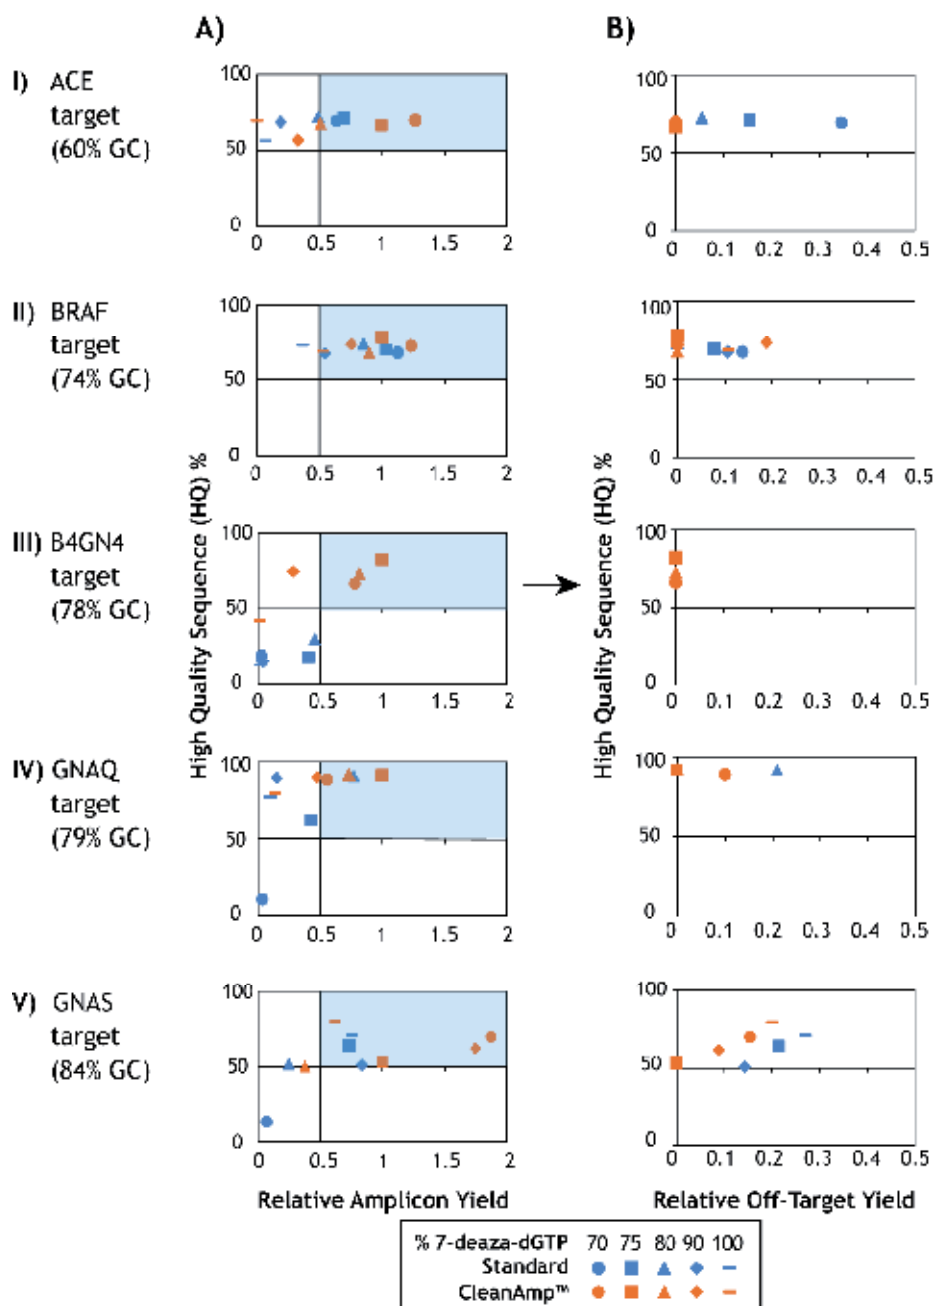 A)
B)
I) ACE
target
(60% GC)
100
50
0
0 0.5 1 1.5 2
100
50
0
0 0.1 0.2 0.3 0.4 0.5
II) BRAF
target
(74% GC)
100
50
0
0 0.5 1 1.5 2
100
50
0
0 0.1 0.2 0.3 0.4 0.5
High Quality Sequence (HQ) %
High Quality Sequence (HQ) %
III) B4GN4
target
(78% GC)
100
50
0
0 0.5 1 1.5 2
100
50
0
0 0.1 0.2 0.3 0.4 0.5
IV) GNAQ
target
(79% GC)
100
50
0
0 0.5 1 1.5 2
100
50
0
0 0.1 0.2 0.3 0.4 0.5
V) GNAS
target
(84% GC)
100
50
0
0 0.5 1 1.5 2
100
50
0
0 0.1 0.2 0.3 0.4 0.5
Relative Amplicon Yield
Relative Off-Target Yield
% 7-deaza-dGTP 70 75 80 90 100
Standard
CleanAmp™